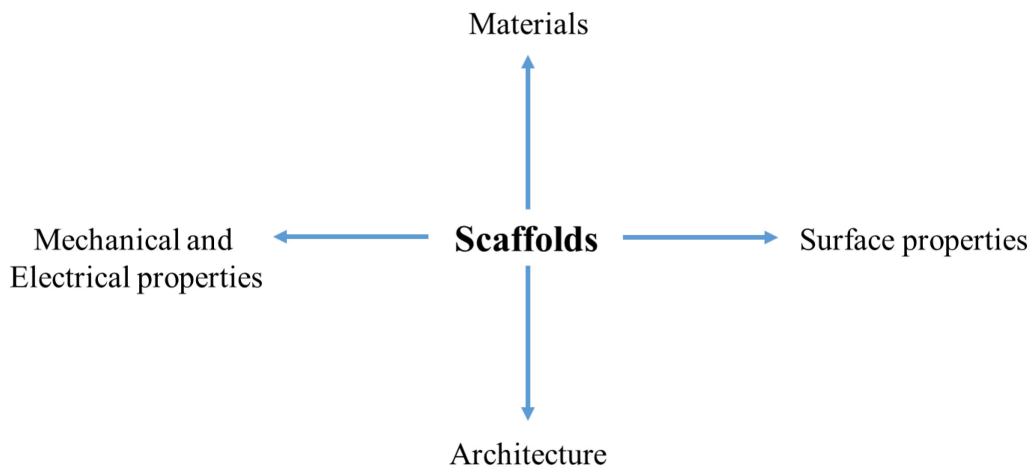 Materials
Mechanical and
Electrical properties
Scaffolds
Surface properties
Architecture